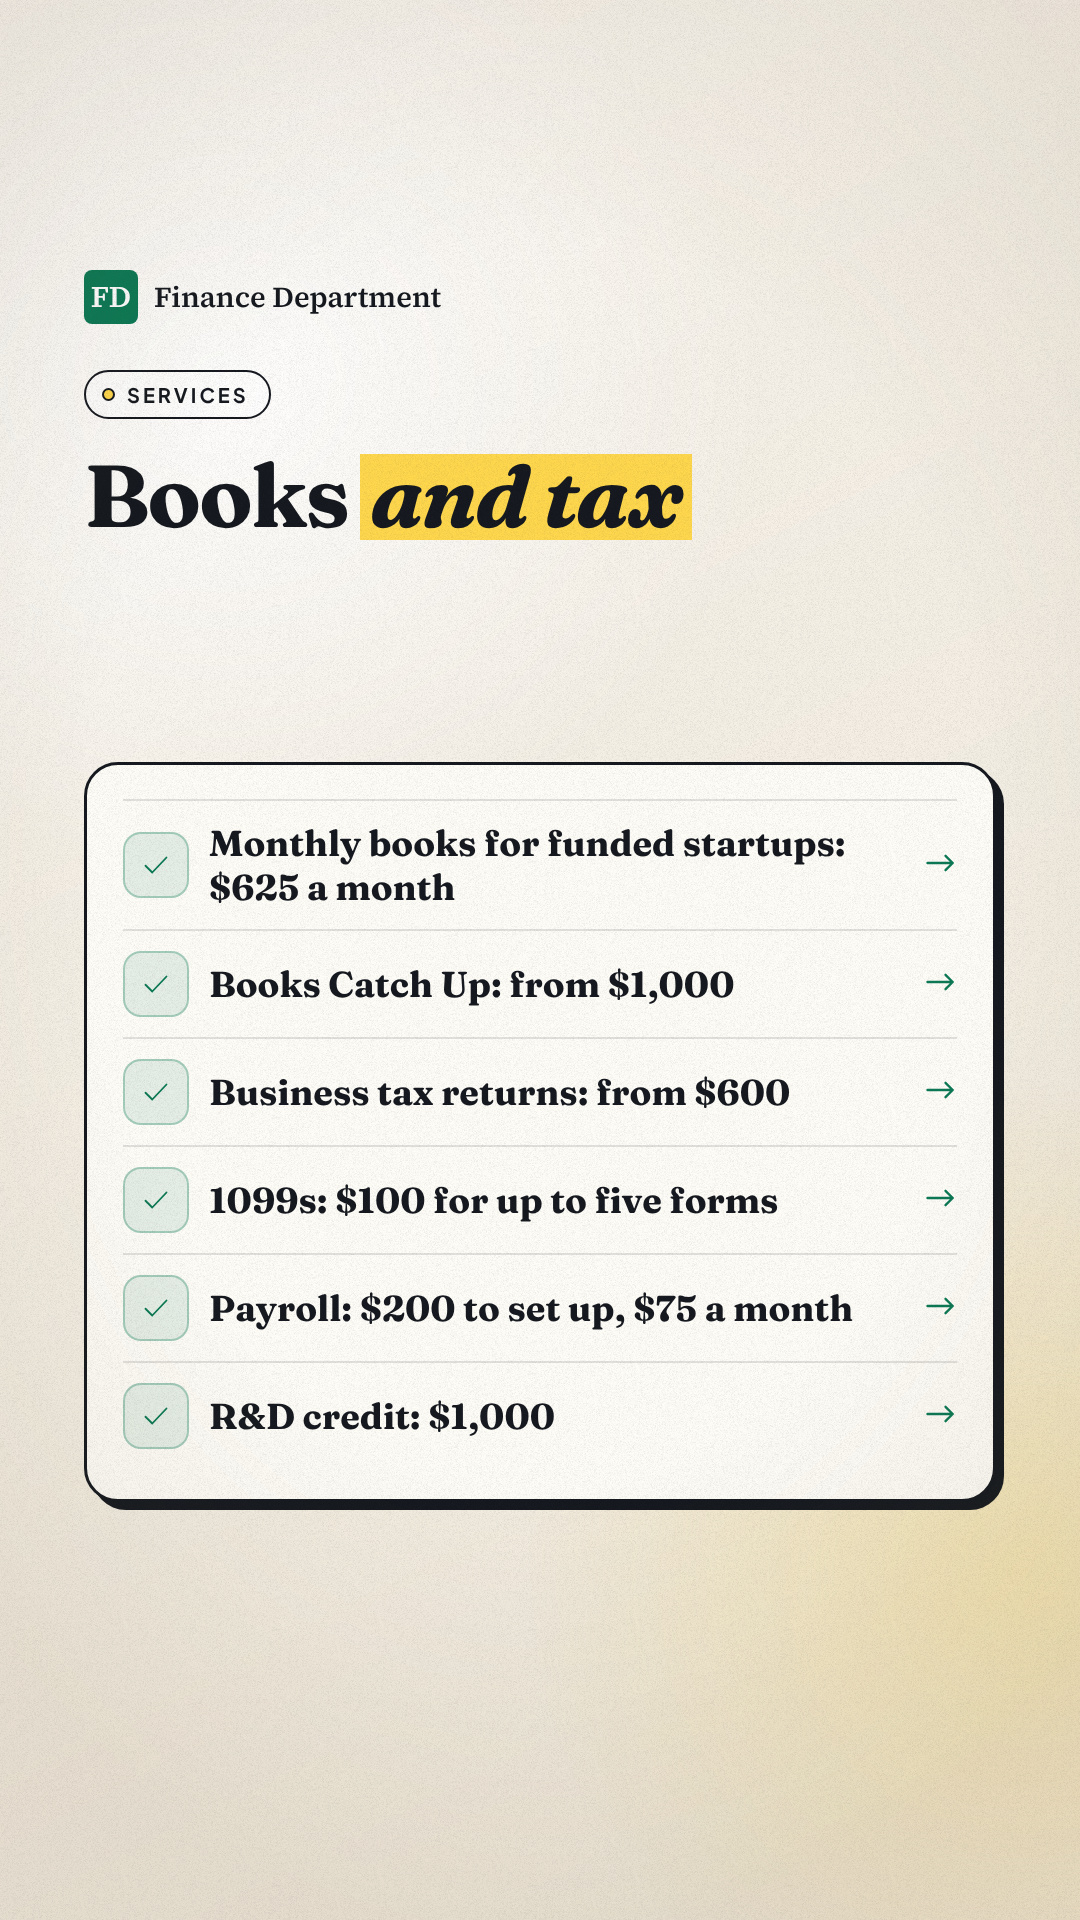 FD Finance Department
SERVICES
Books and tax
Monthly books for funded startups:
$625 a month
Books Catch Up: from $1,000
Business tax returns: from $600
1099s: $100 for up to five forms
Payroll: $200 to set up, $75 a month
R&D credit: $1,000